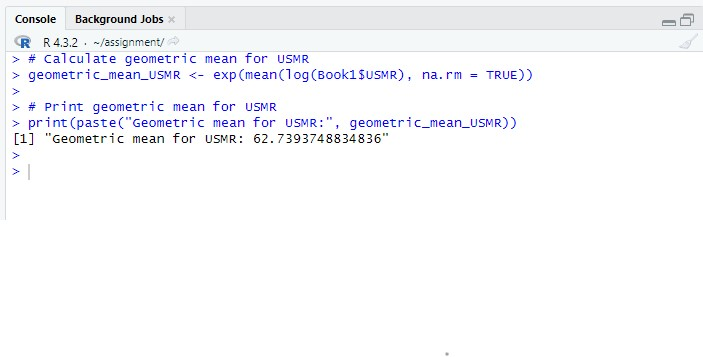 Console Background Jobs ×
R R 4.3.2 · ~/assignment/
> # Calculate geometric mean for USMR
> geometric_mean_USMR <- exp(mean(log(Book1$USMR), na.rm = TRUE))
>
> # Print geometric mean for USMR
> print(paste("Geometric mean for USMR:", geometric_mean_USMR))
[1] "Geometric mean for USMR: 62.7393748834836"
>
>